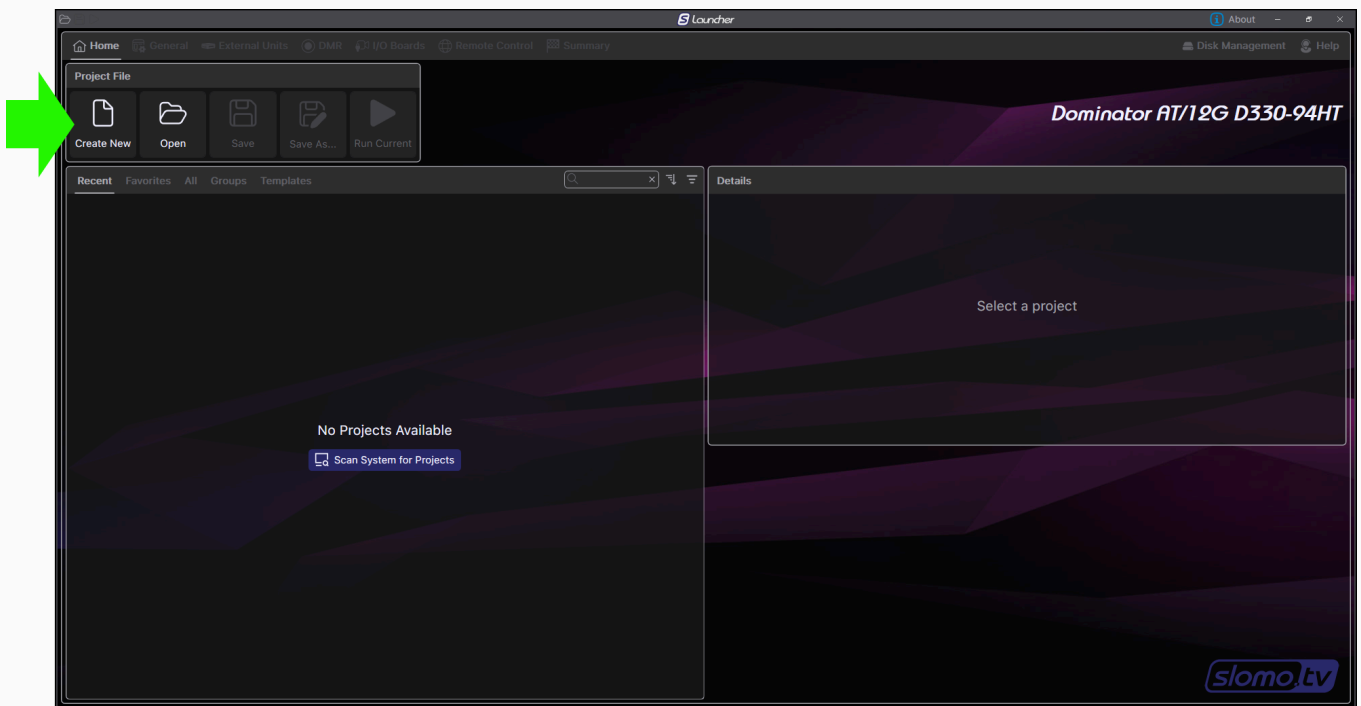 S Launcher
About
Home General External Units DMR I/O Boards Remote Control Summary
Disk Management Help
Project File
Create New Open Save Save As... Run Current
Dominator AT/12G D330-94HT
Recent Favorites All Groups Templates
Details
Select a project
No Projects Available
Scan System for Projects
slomo.tv